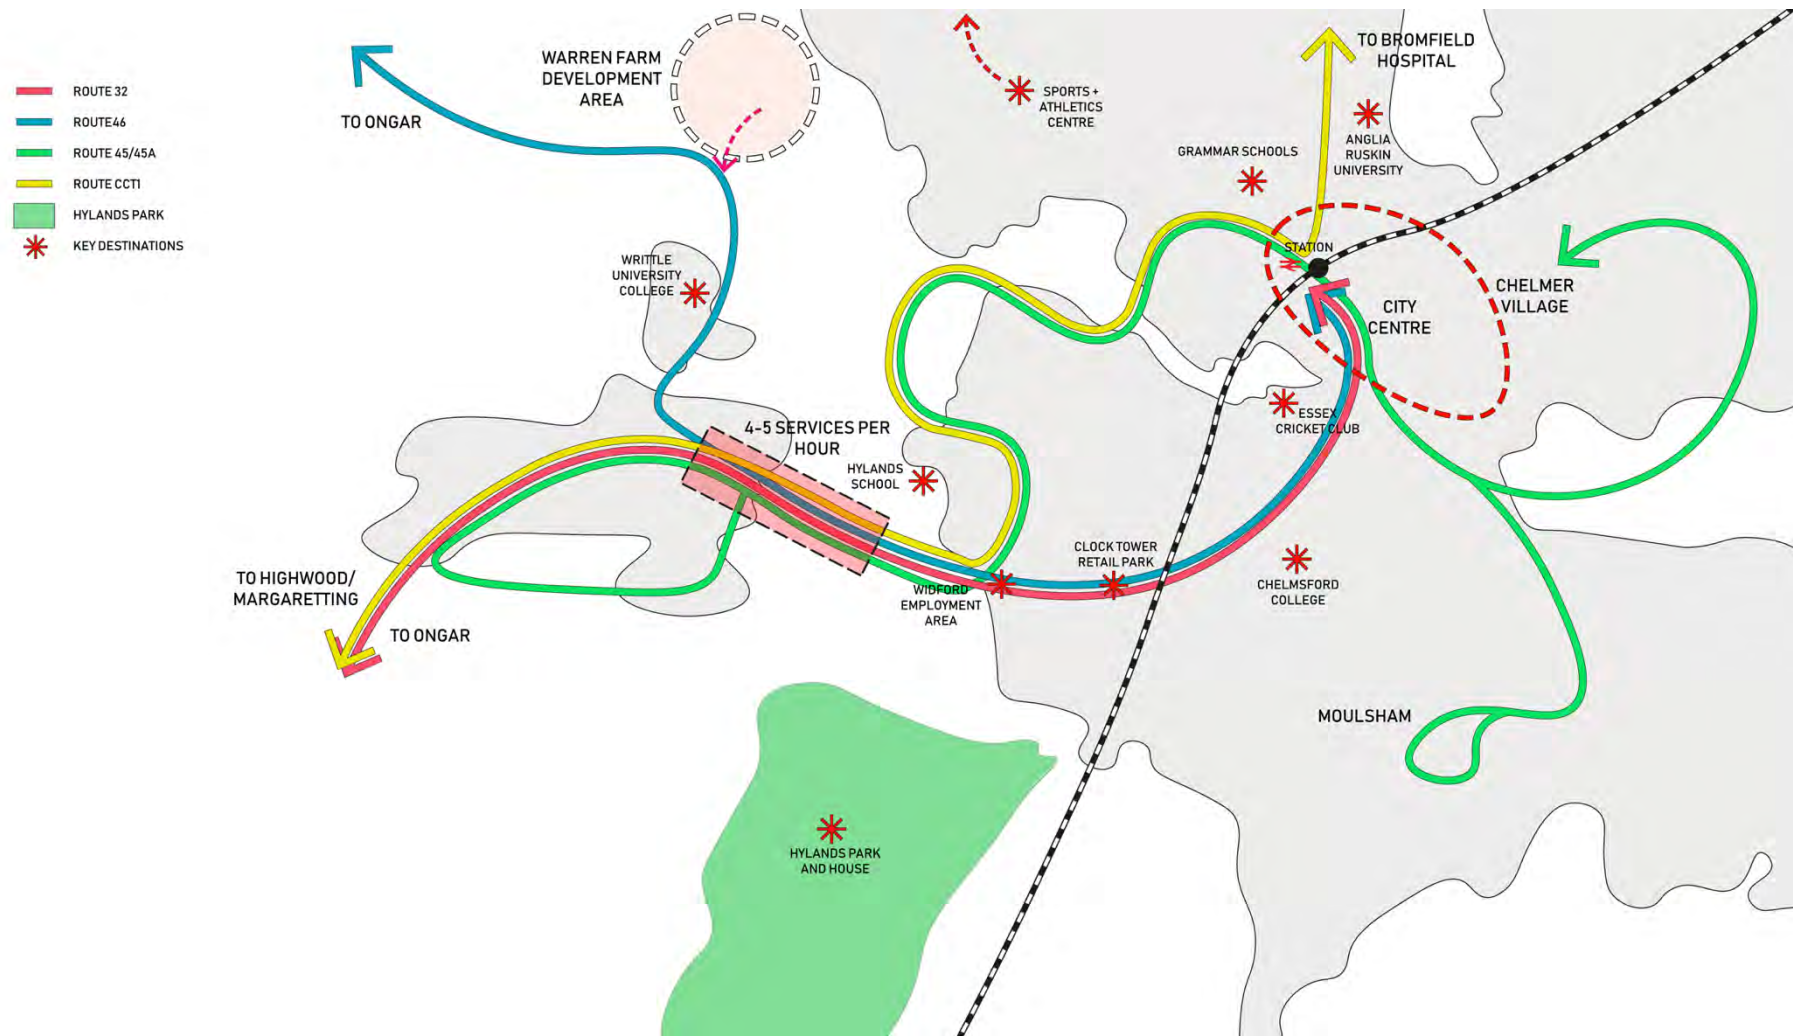 ROUTE 32
ROUTE46
ROUTE 45/45A
ROUTE CCT1
HYLANDS PARK
KEY DESTINATIONS
TO ONGAR
WARREN FARM
DEVELOPMENT
AREA
SPORTS +
ATHLETICS
CENTRE
TO BROMFIELD
HOSPITAL
ANGLIA
RUSKIN
UNIVERSITY
GRAMMAR SCHOOLS
STATION
CHELMER
VILLAGE
CITY
CENTRE
WRITTLE
UNIVERSITY
COLLEGE
4-5 SERVICES PER
HOUR
HYLANDS
SCHOOL
ESSEX
CRICKET CLUB
CLOCK TOWER
RETAIL PARK
WIDFORD
EMPLOYMENT
AREA
CHELMSFORD
COLLEGE
TO HIGHWOOD/
MARGARETTING
TO ONGAR
MOULSHAM
HYLANDS PARK
AND HOUSE